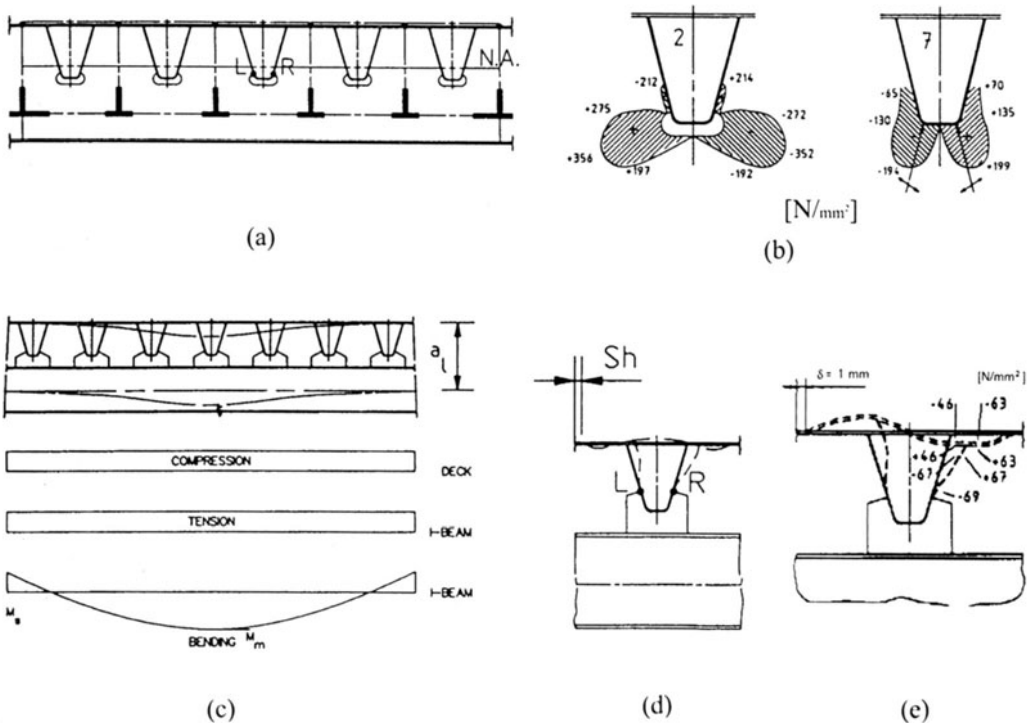 L R N.A.
(a)
2
-212 +214
+275 -272
+356 -352
+197 -192
7
-65 +70
-130 +135
-194 +199
[N/mm²]
(b)
a l
COMPRESSION DECK
TENSION I-BEAM
I-BEAM
M s
BENDING M m
(c)
Sh
L R
(d)
δ = 1 mm [N/mm²]
-46 -63
+46 +63
-67 +67
-69
(e)